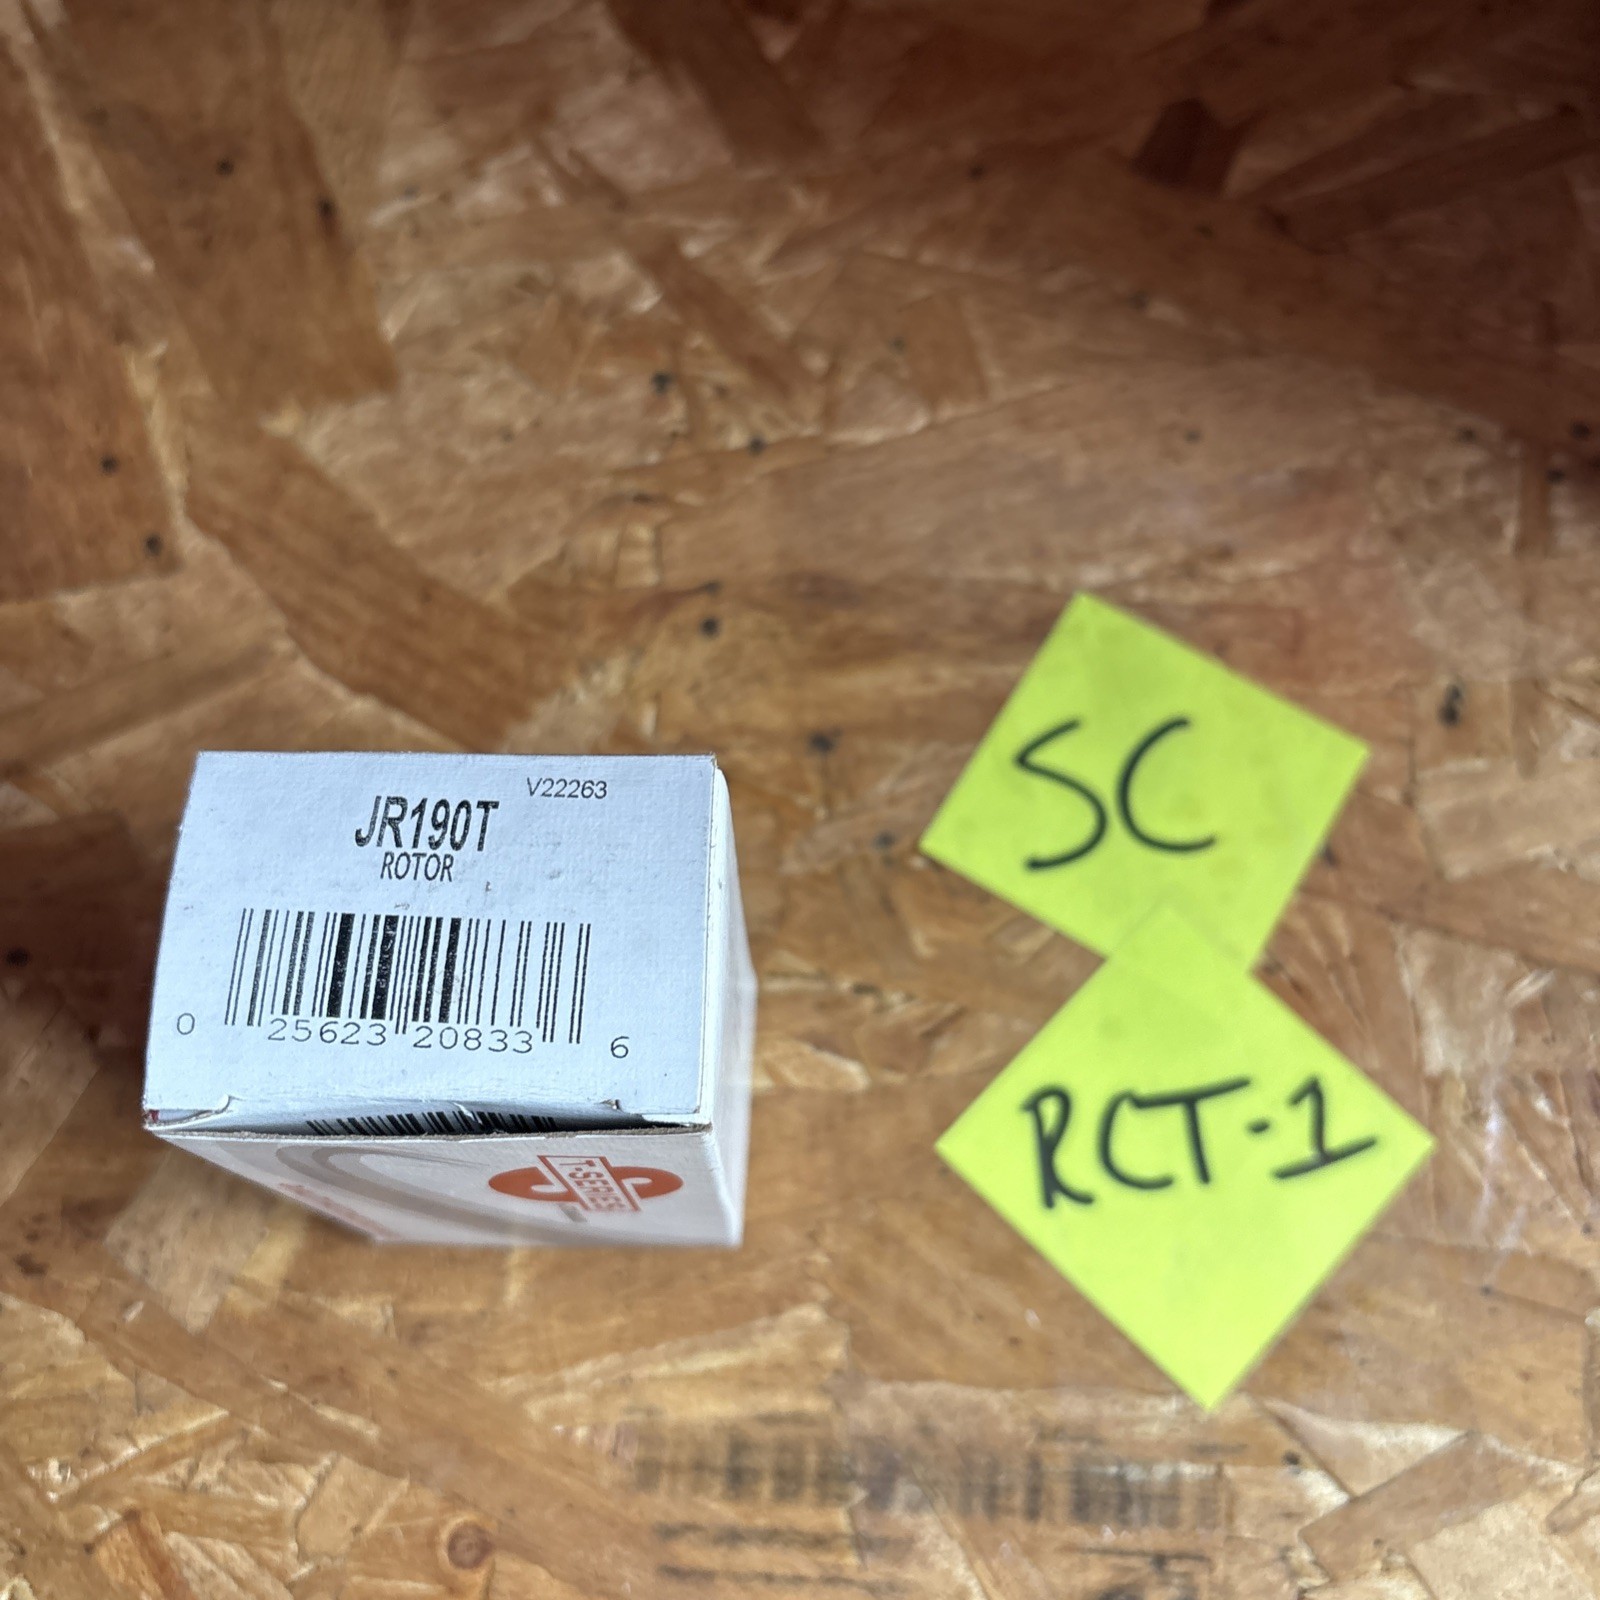 V22263
JR190T
ROTOR
0 25623 20833 6
T-SERIES
SC
RCT-1